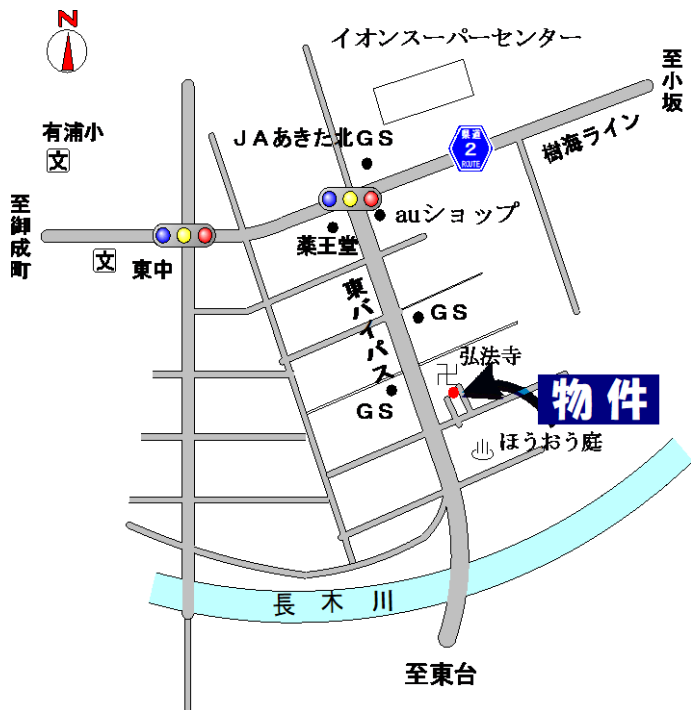 N
イオンスーパーセンター
至小坂
有浦小
文
JAあきた北GS
県道
2
ROUTE
樹海ライン
至御成町
auショップ
薬王堂
文
東中
東バイパス
GS
弘法寺
卍
GS
物件
ほうおう庭
長木川
至東台